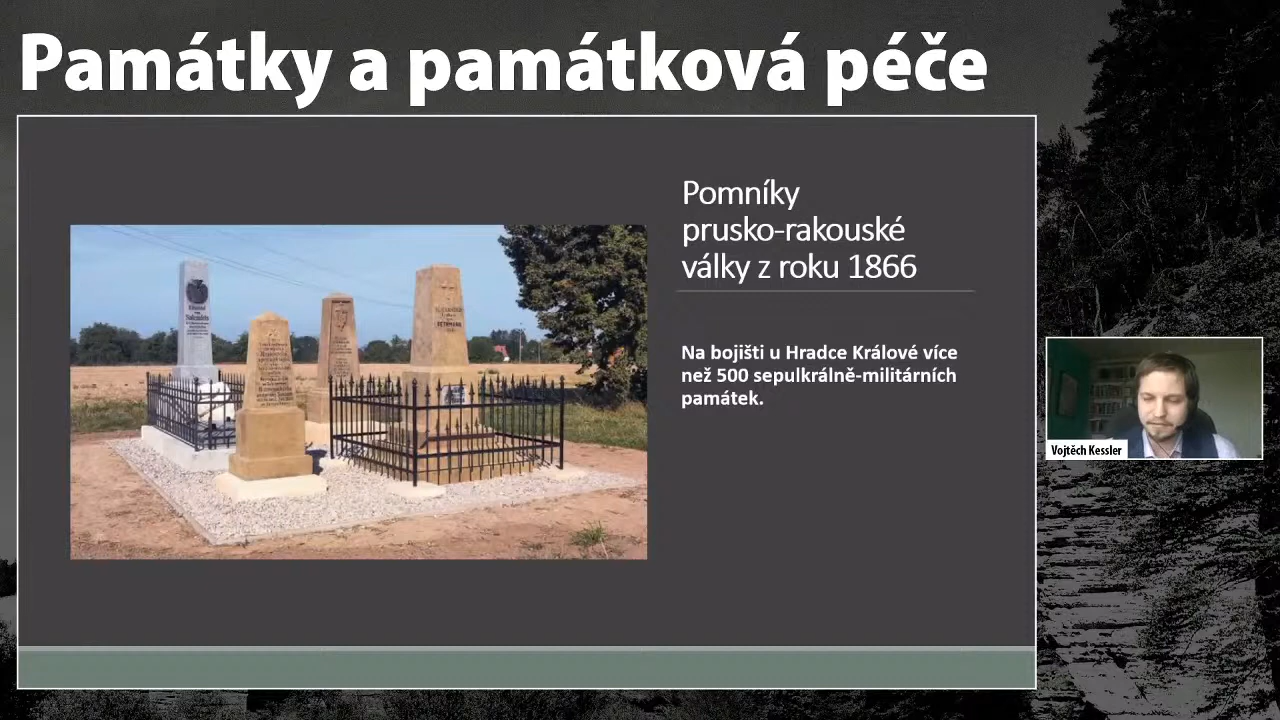 Památky a památková péče
Pomníky
prusko-rakouské
války z roku 1866
Na bojišti u Hradce Králové více
než 500 sepulkrálně-militárních
památek.
Vojtěch Kessler